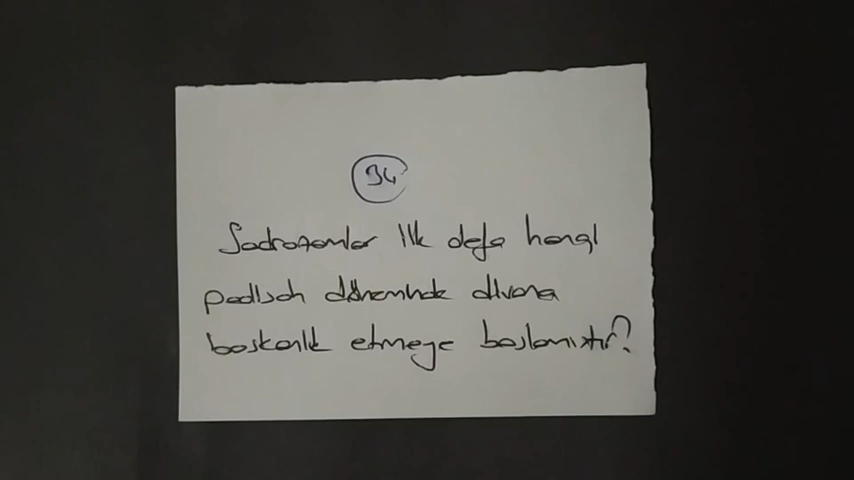 34
Sadrazamlar ilk defa hangi
padişah döneminde divana
başkanlık etmeye başlamıştır?